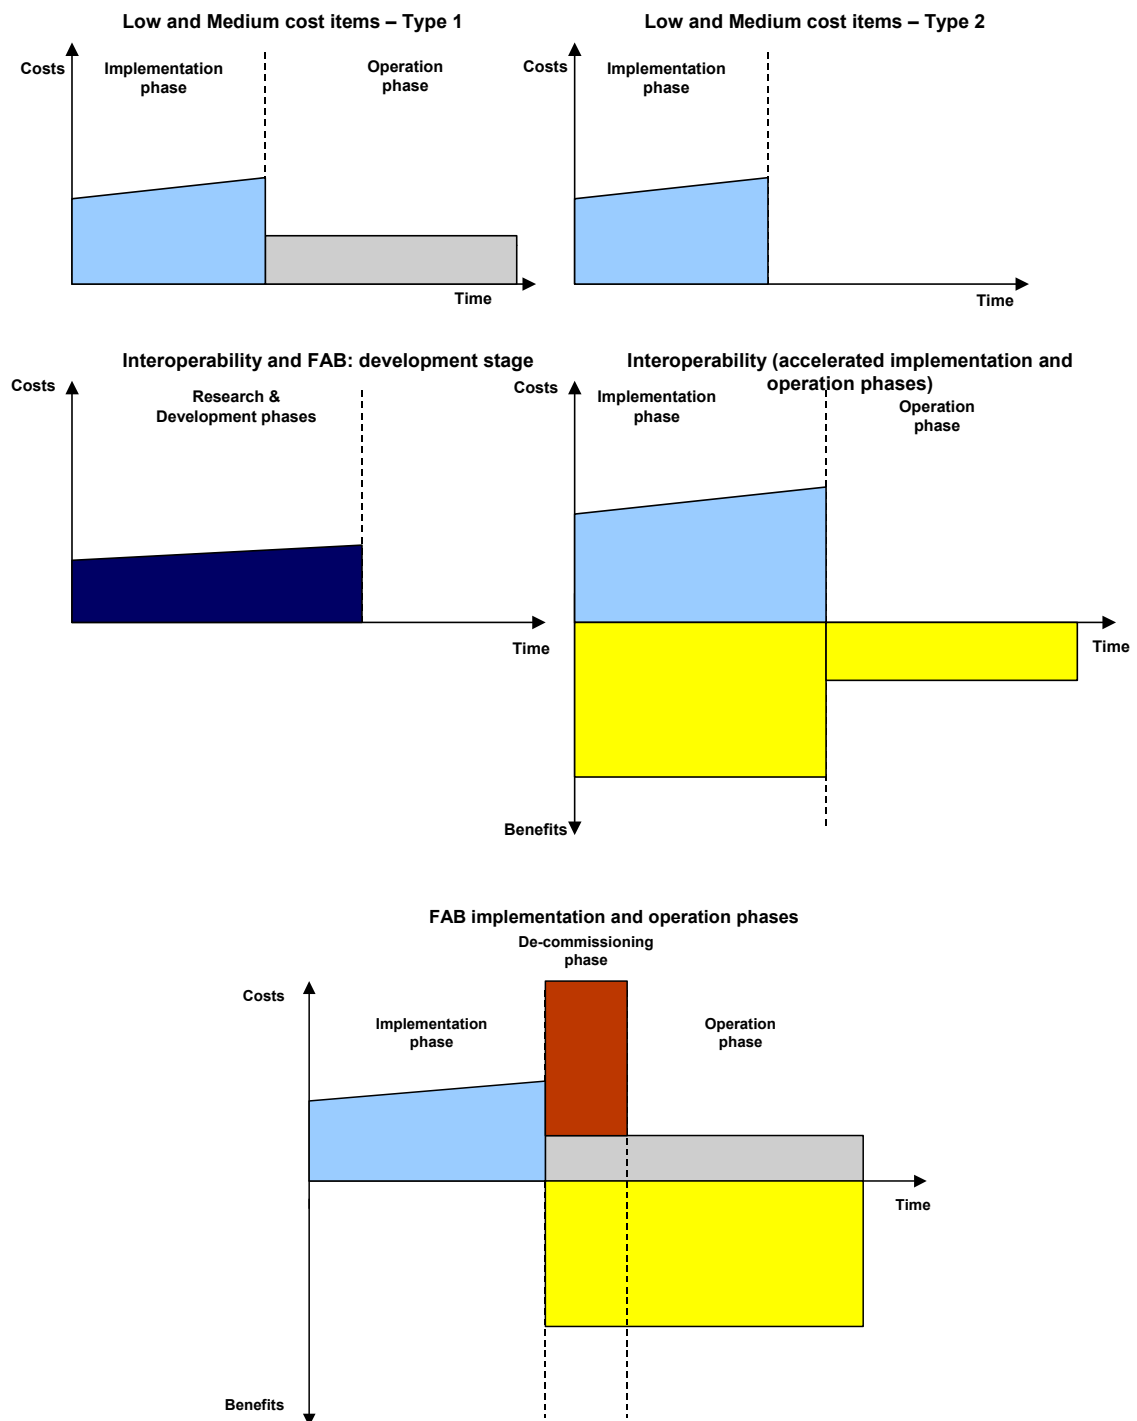 Low and Medium cost items – Type 1
Costs
Implementation
phase
Operation
phase
Time
Low and Medium cost items – Type 2
Costs
Implementation
phase
Time
Interoperability and FAB: development stage
Costs
Research &
Development phases
Time
Interoperability (accelerated implementation and
operation phases)
Costs
Implementation
phase
Operation
phase
Time
Benefits
FAB implementation and operation phases
De-commissioning
phase
Costs
Implementation
phase
Operation
phase
Time
Benefits